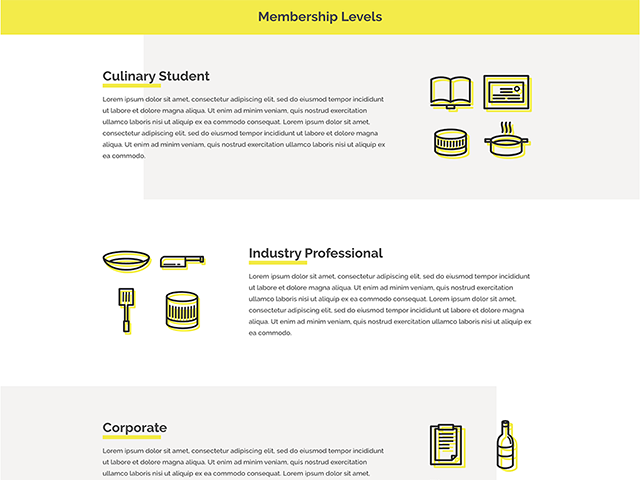 Membership Levels
Culinary Student
Lorem ipsum dolor sit amet, consectetur adipiscing elit, sed do eiusmod tempor incididunt
ut labore et dolore magna aliqua. Ut enim ad minim veniam, quis nostrud exercitation
ullamco commodo consequat. Lorem ipsum dolor sit amet,
consectetur adipiscing elit, sed do eiusmod tempor incididunt ut labore et dolore magna
aliqua. Ut enim ad minim veniam, quis nostrud exercitation ullamco laboris nisi ut aliquip ex
ea commodo.
Industry Professional
Lorem ipsum dolor sit amet, consectetur adipiscing elit, sed do eiusmod tempor incididunt
ut labore et dolore magna aliqua. Ut enim ad minim veniam, quis nostrud exercitation
ullamco laboris nisi ut aliquip ex ea commodo consequat. Lorem ipsum dolor sit amet,
consectetur adipiscing elit, sed do eiusmod tempor incididunt ut labore et dolore magna
aliqua. Ut enim ad minim veniam, quis nostrud exercitation ullamco laboris nisi ut aliquip ex
ea commodo.
Corporate
Lorem ipsum dolor sit amet, consectetur adipiscing elit, sed do eiusmod tempor incididunt
ut labore et dolore magna aliqua. Ut enim ad minim veniam, quis nostrud exercitation
ullamco laboris nisi ut aliquip ex ea commodo consequat. Lorem ipsum dolor sit amet,